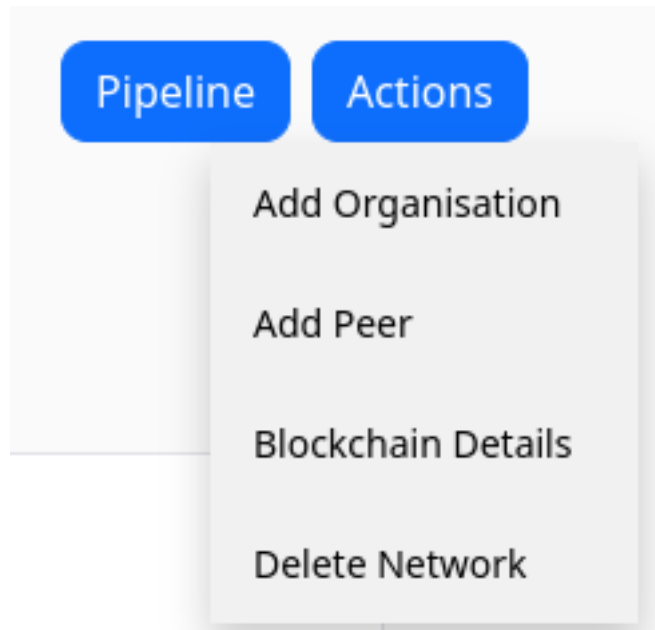 Pipeline Actions
Add Organisation
Add Peer
Blockchain Details
Delete Network